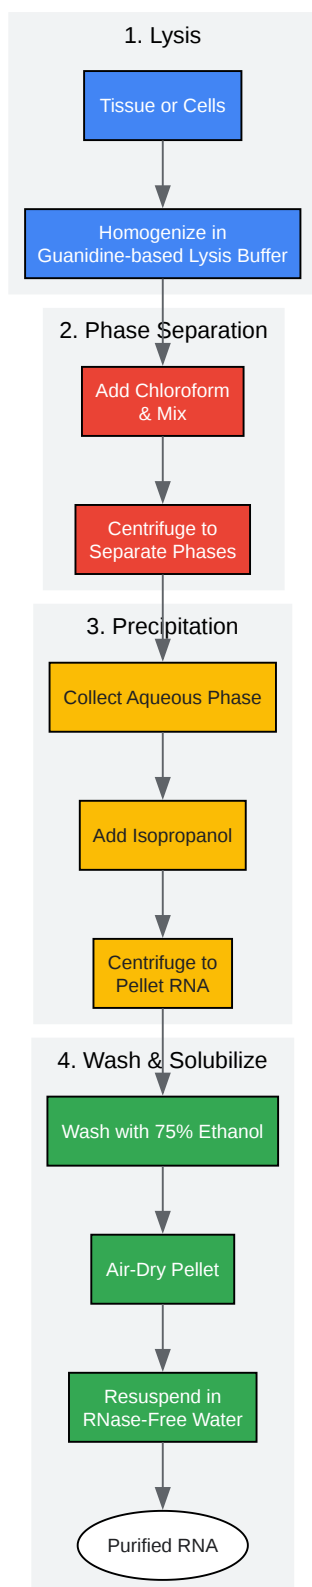 1. Lysis
Tissue or Cells
Homogenize in
Guanidine-based Lysis Buffer
2. Phase Separation
Add Chloroform
& Mix
Centrifuge to
Separate Phases
3. Precipitation
Collect Aqueous Phase
Add Isopropanol
Centrifuge to
Pellet RNA
4. Wash & Solubilize
Wash with 75% Ethanol
Air-Dry Pellet
Resuspend in
RNase-Free Water
Purified RNA